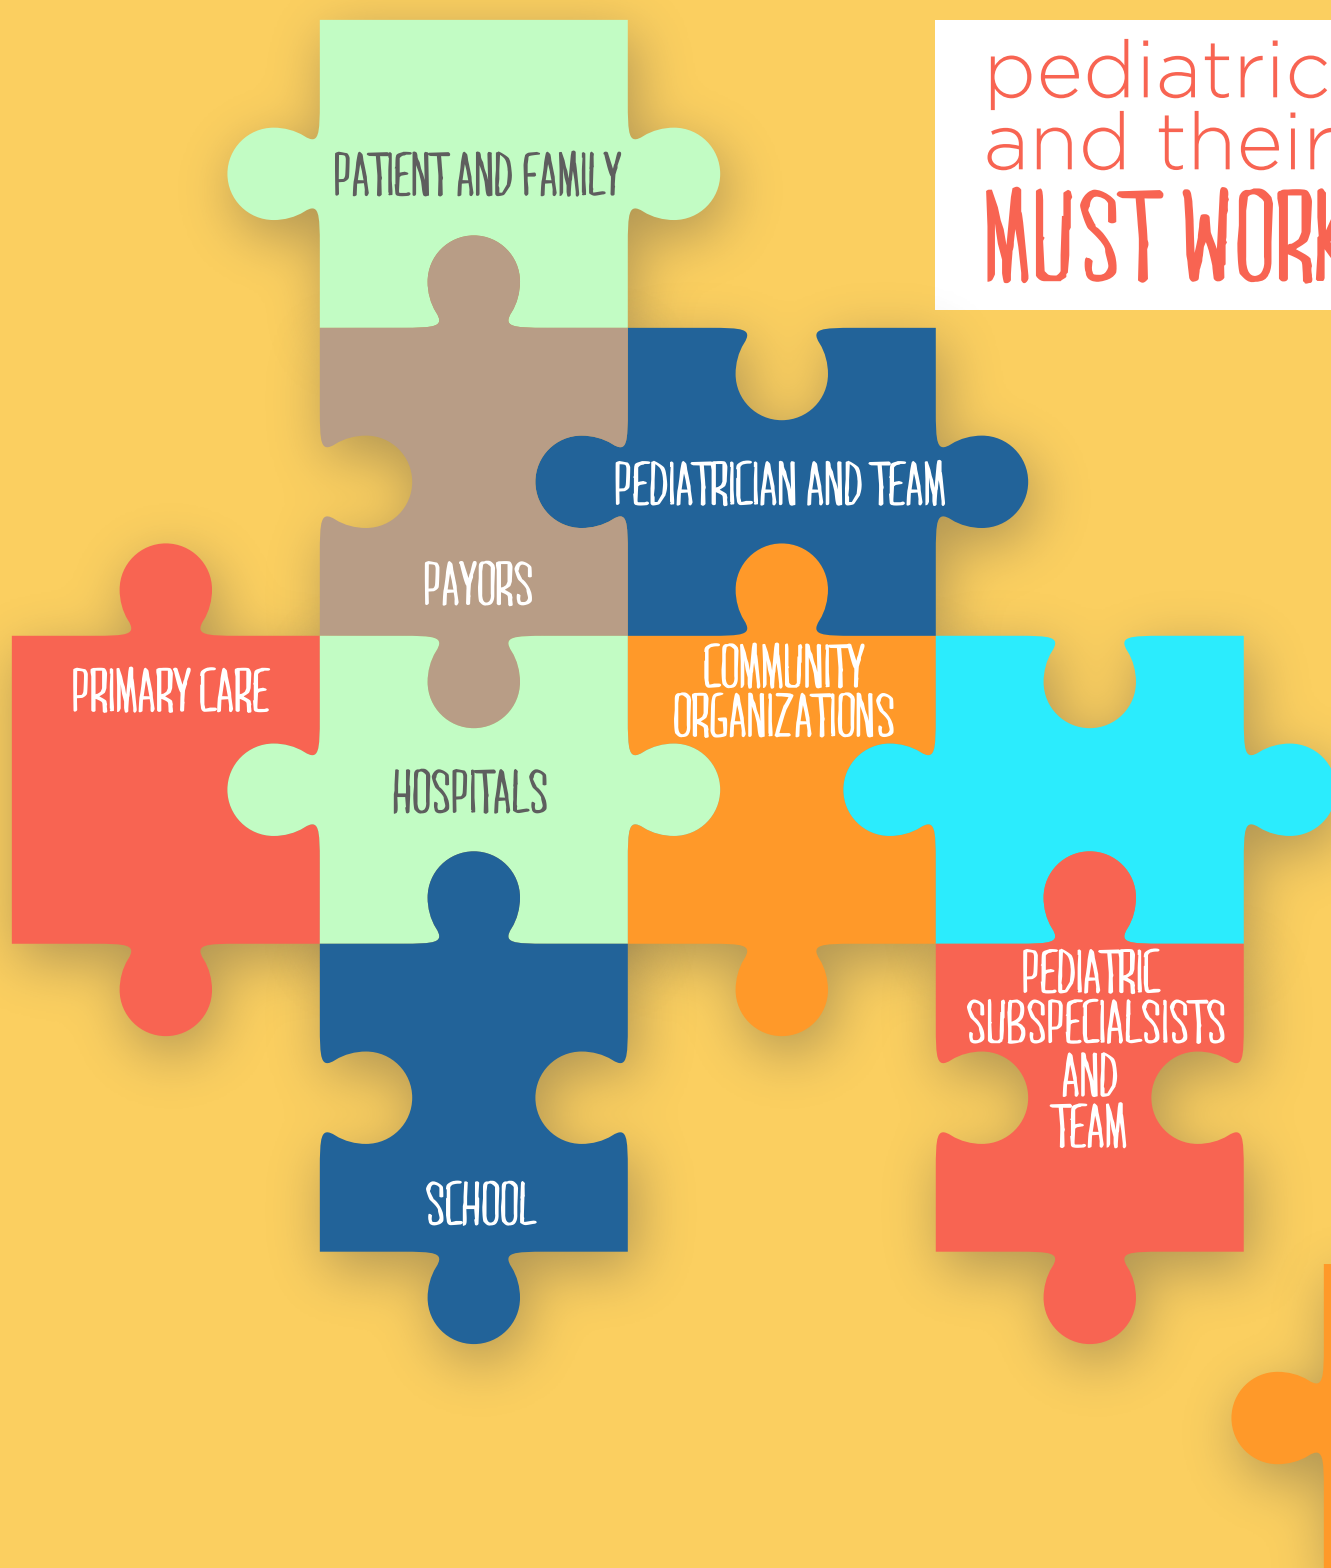 pediatric
and their
MUST WORK
PATIENT AND FAMILY
PEDIATRICIAN AND TEAM
PAYORS
PRIMARY CARE
COMMUNITY
ORGANIZATIONS
HOSPITALS
PEDIATRIC
SUBSPECIALSISTS
AND
TEAM
SCHOOL